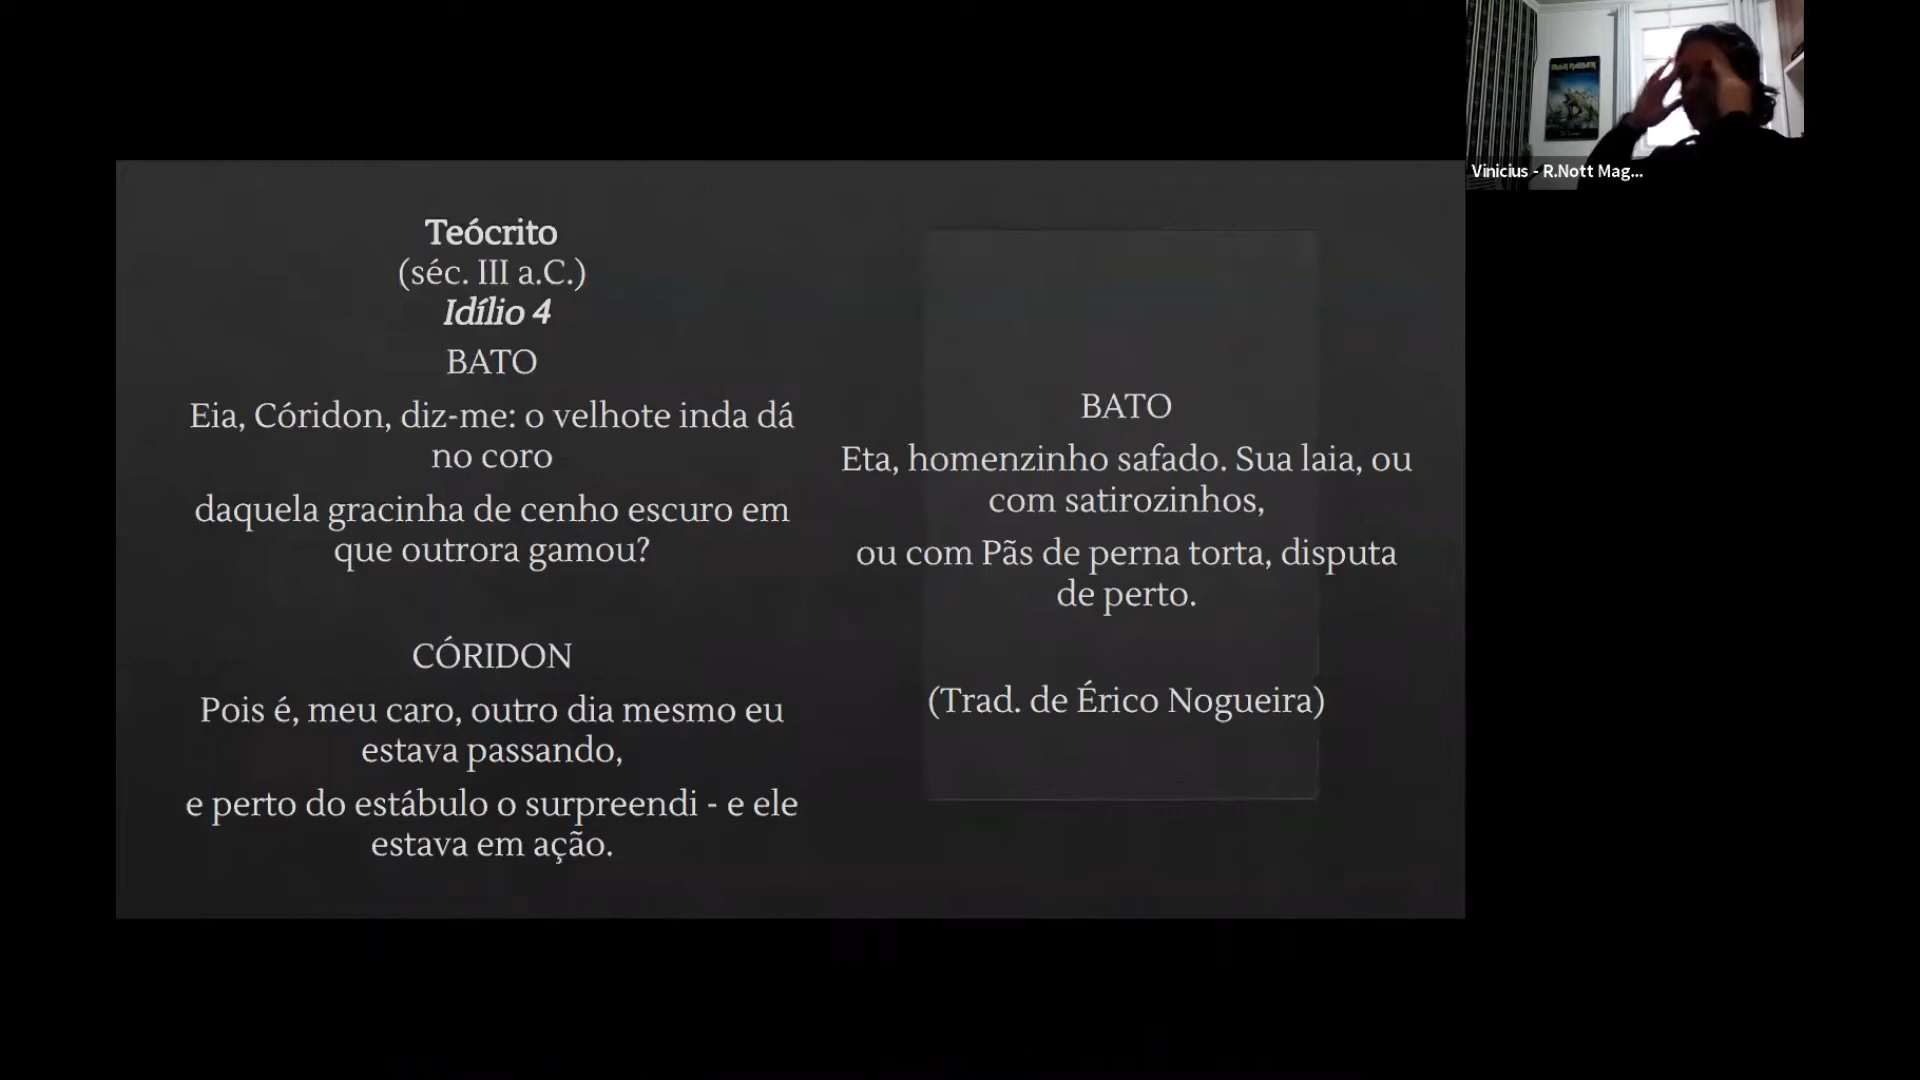 Teócrito
(séc. III a.C.)
Idílio 4
BATO
Eia, Córidon, diz-me: o velhote inda dá
no coro
daquela gracinha de cenho escuro em
que outrora gamou?
CÓRIDON
Pois é, meu caro, outro dia mesmo eu
estava passando,
e perto do estábulo o surpreendi - e ele
estava em ação.
BATO
Eta, homenzinho safado. Sua laia, ou
com satirozinhos,
ou com Pãs de perna torta, disputa
de perto.
(Trad. de Érico Nogueira)
IRON MAIDEN
Vinicius - R.Nott Mag...